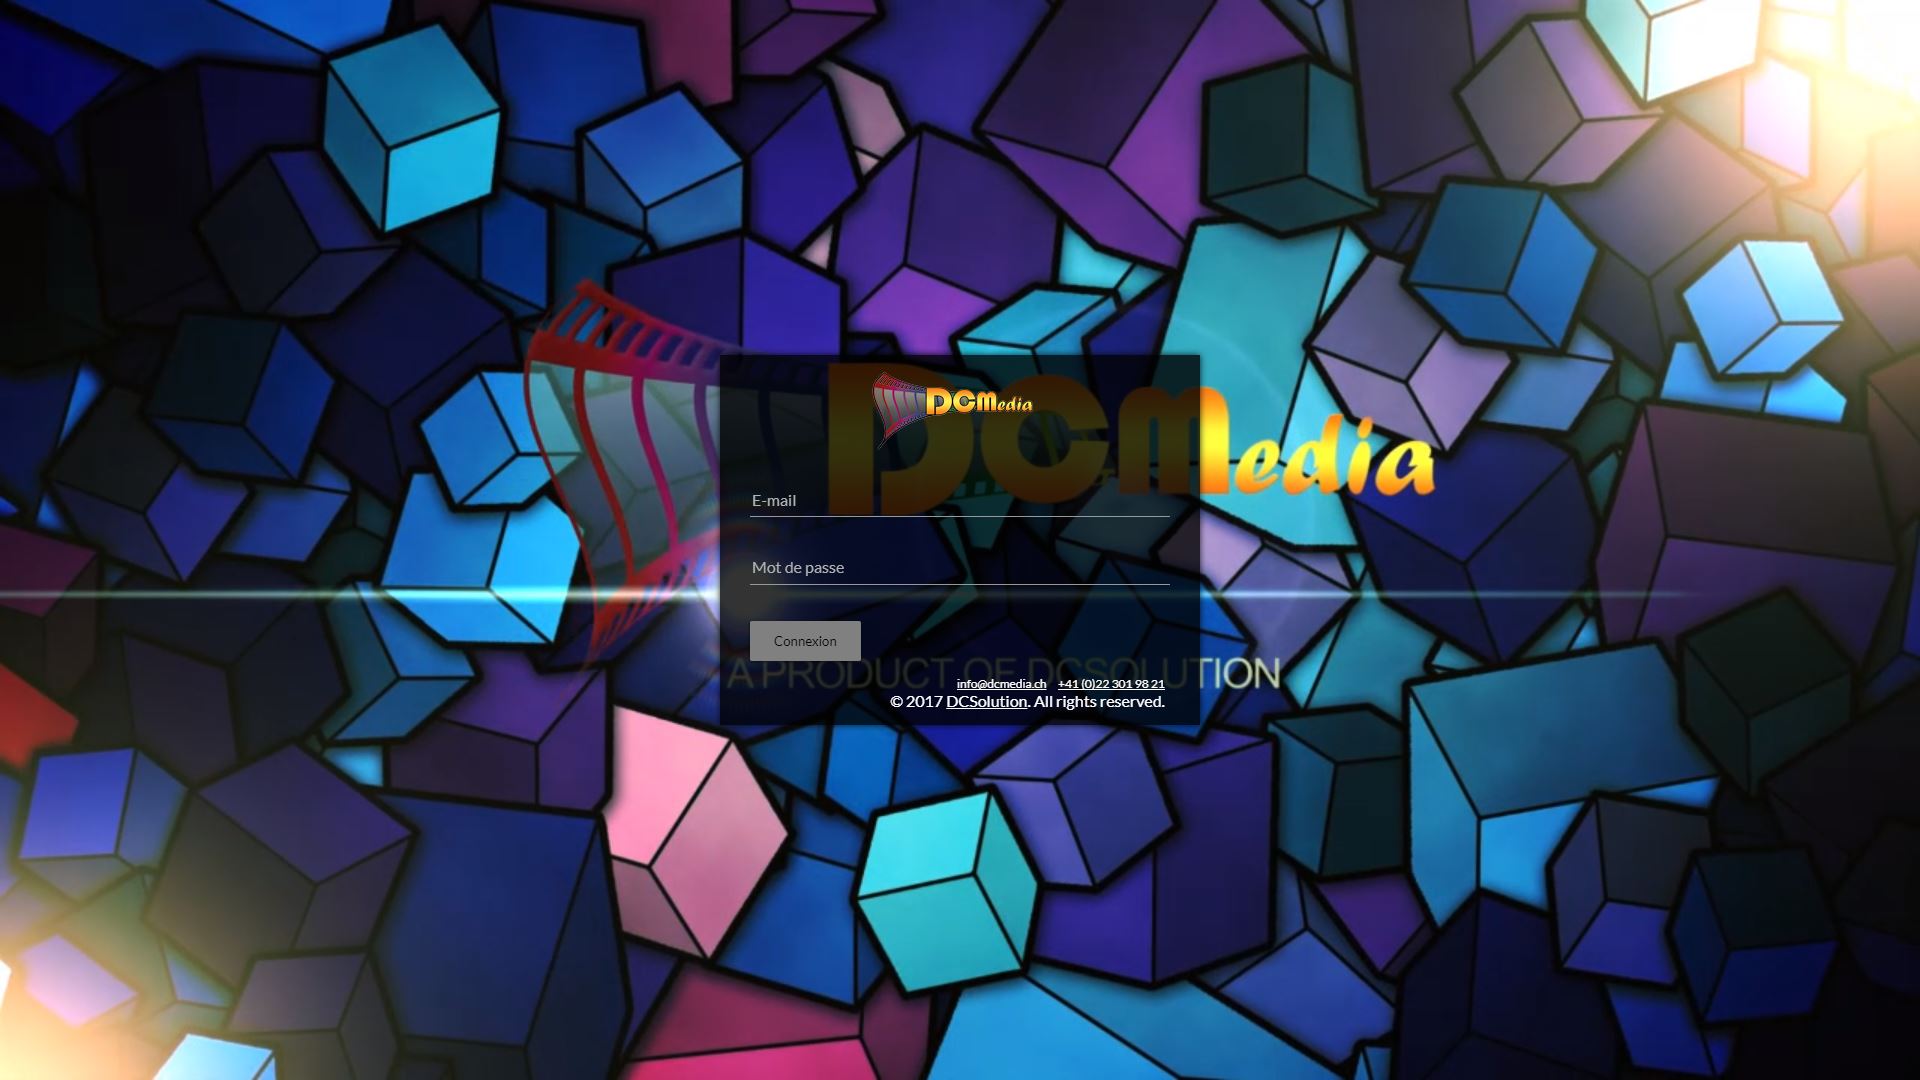 DCMedia
DCMedia
E-mail
Mot de passe
Connexion
A PRODUCT OF DCSOLUTION
info@dcmedia.ch +41 (0)22 301 98 21
© 2017 DCSolution. All rights reserved.